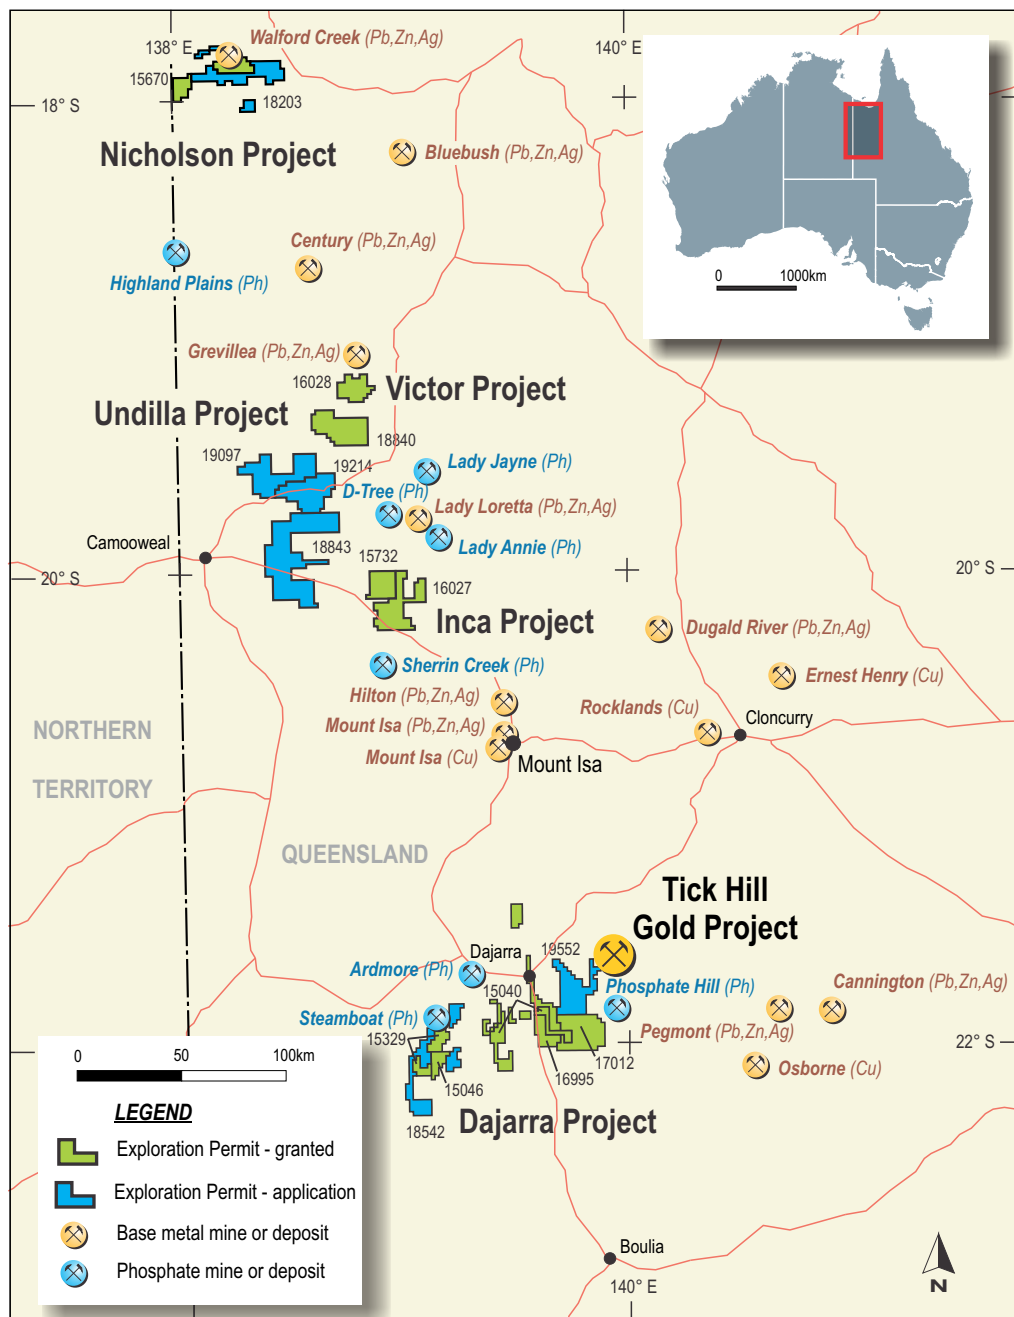 138° E
Walford Creek (Pb,Zn,Ag)
140° E
15670
18° S
18203
Nicholson Project
Bluebush (Pb,Zn,Ag)
Century (Pb,Zn,Ag)
Highland Plains (Ph)
0 1000km
Grevillea (Pb,Zn,Ag)
16028
Victor Project
Undilla Project
18840
19097
19214
Lady Jayne (Ph)
D-Tree (Ph)
Lady Loretta (Pb,Zn,Ag)
Camooweal
18843
15732
Lady Annie (Ph)
20° S
20° S
16027
Inca Project
Dugald River (Pb,Zn,Ag)
Sherrin Creek (Ph)
Ernest Henry (Cu)
Hilton (Pb,Zn,Ag)
Rocklands (Cu)
Cloncurry
NORTHERN
TERRITORY
Mount Isa (Pb,Zn,Ag)
Mount Isa (Cu)
Mount Isa
QUEENSLAND
Tick Hill
Gold Project
Dajarra
19552
Ardmore (Ph)
15040
Phosphate Hill (Ph)
Cannington (Pb,Zn,Ag)
Steamboat (Ph)
Pegmont (Pb,Zn,Ag)
15329
17012
22° S
16995
15046
Osborne (Cu)
18542
Dajarra Project
0 50 100km
LEGEND
Exploration Permit - granted
Exploration Permit - application
Base metal mine or deposit
Phosphate mine or deposit
Boulia
140° E
N